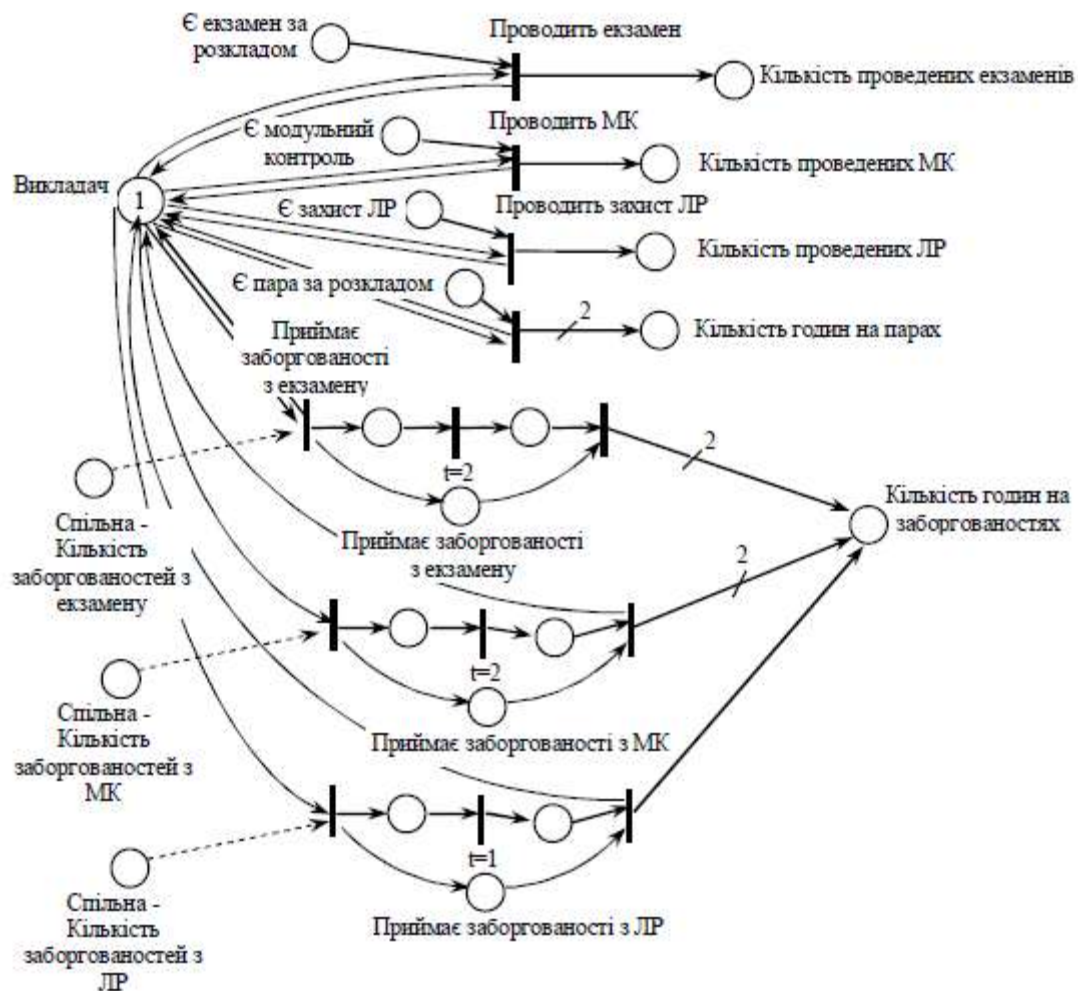 Є екзамен за
розкладом
Проводить екзамен
Кількість проведених екзаменів
Є модульний
контроль
Проводить МК
Кількість проведених МК
Викладач
1
Є захист ЛР
Проводить захист ЛР
Кількість проведених ЛР
Є пара за розкладом
2
Кількість годин на парах
Приймає
заборгованості
з екзамену
2
t=2
Кількість годин на
заборгованостях
Спільна -
Кількість
заборгованостей з
екзамену
Приймає заборгованості
з екзамену
2
t=2
Спільна -
Кількість
заборгованостей з
МК
Приймає заборгованості з МК
t=1
Спільна -
Кількість
заборгованостей з
ЛР
Приймає заборгованості з ЛР